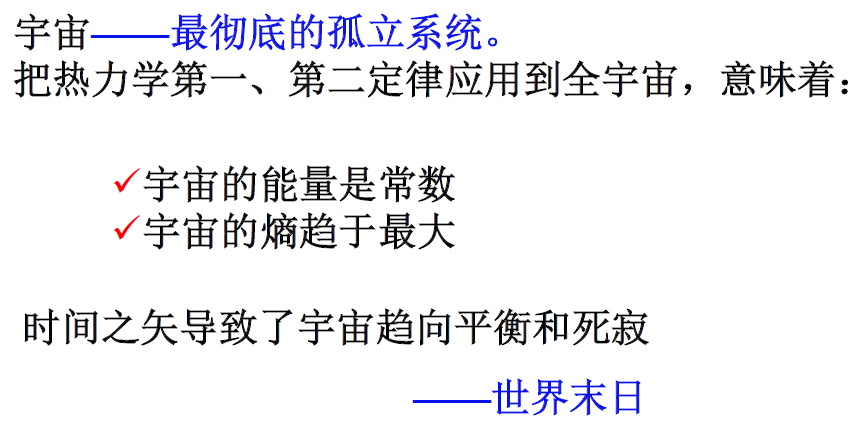 宇宙——最彻底的孤立系统。
把热力学第一、第二定律应用到全宇宙，意味着：
✓宇宙的能量是常数
✓宇宙的熵趋于最大
时间之矢导致了宇宙趋向平衡和死寂
——世界末日